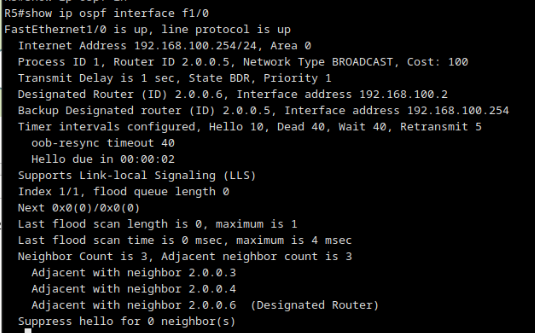 R5#show ip ospf interface f1/0
FastEthernet1/0 is up, line protocol is up
Internet Address 192.168.100.254/24, Area 0
Process ID 1, Router ID 2.0.0.5, Network Type BROADCAST, Cost: 100
Transmit Delay is 1 sec, State BDR, Priority 1
Designated Router (ID) 2.0.0.6, Interface address 192.168.100.2
Backup Designated router (ID) 2.0.0.5, Interface address 192.168.100.254
Timer intervals configured, Hello 10, Dead 40, Wait 40, Retransmit 5
oob-resync timeout 40
Hello due in 00:00:02
Supports Link-local Signaling (LLS)
Index 1/1, flood queue length 0
Next 0x0(0)/0x0(0)
Last flood scan length is 0, maximum is 1
Last flood scan time is 0 msec, maximum is 4 msec
Neighbor Count is 3, Adjacent neighbor count is 3
Adjacent with neighbor 2.0.0.3
Adjacent with neighbor 2.0.0.4
Adjacent with neighbor 2.0.0.6  (Designated Router)
Suppress hello for 0 neighbor(s)